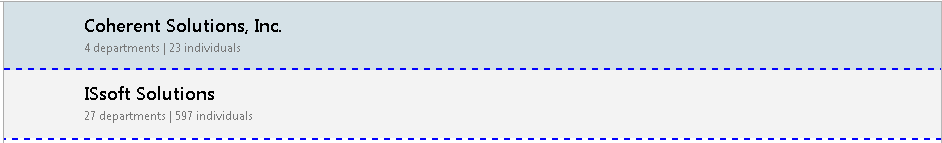 Coherent Solutions, Inc.
4 departments | 23 individuals
ISsoft Solutions
27 departments | 597 individuals